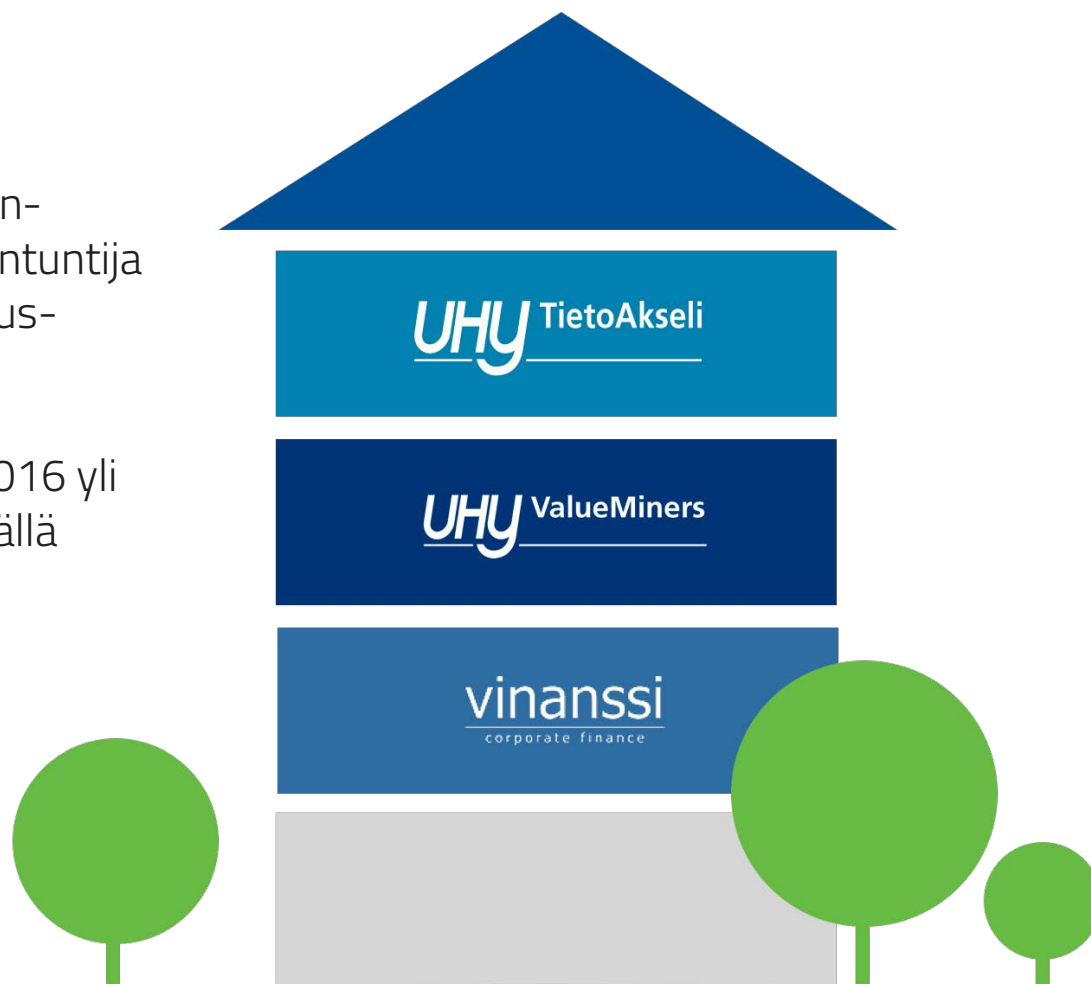 n-
ntuntija
us-
016 yli
ällä
UHY TietoAkseli
UHY ValueMiners
vinanssi
corporate finance